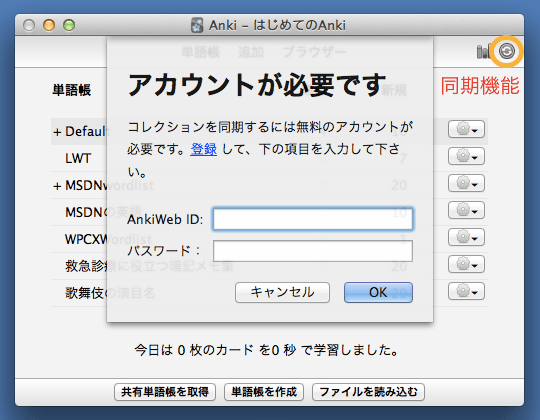 Anki - はじめてのAnki
単語帳 追加 ブラウザー
同期機能
アカウントが必要です
単語帳
新規
コレクションを同期するには無料のアカウントが
必要です。登録 して、下の項目を入力して下さ
い。
+ Default
LWT
7
+ MSDNwordlist
20
MSDNの英語
10
WPCXWordlist
1
救急診療に役立つ暗記メモ集
20
歌舞伎の演目名
20
AnkiWeb ID:
パスワード：
キャンセル
OK
今日は 0 枚のカード を0 秒 で学習しました。
共有単語帳を取得
単語帳を作成
ファイルを読み込む